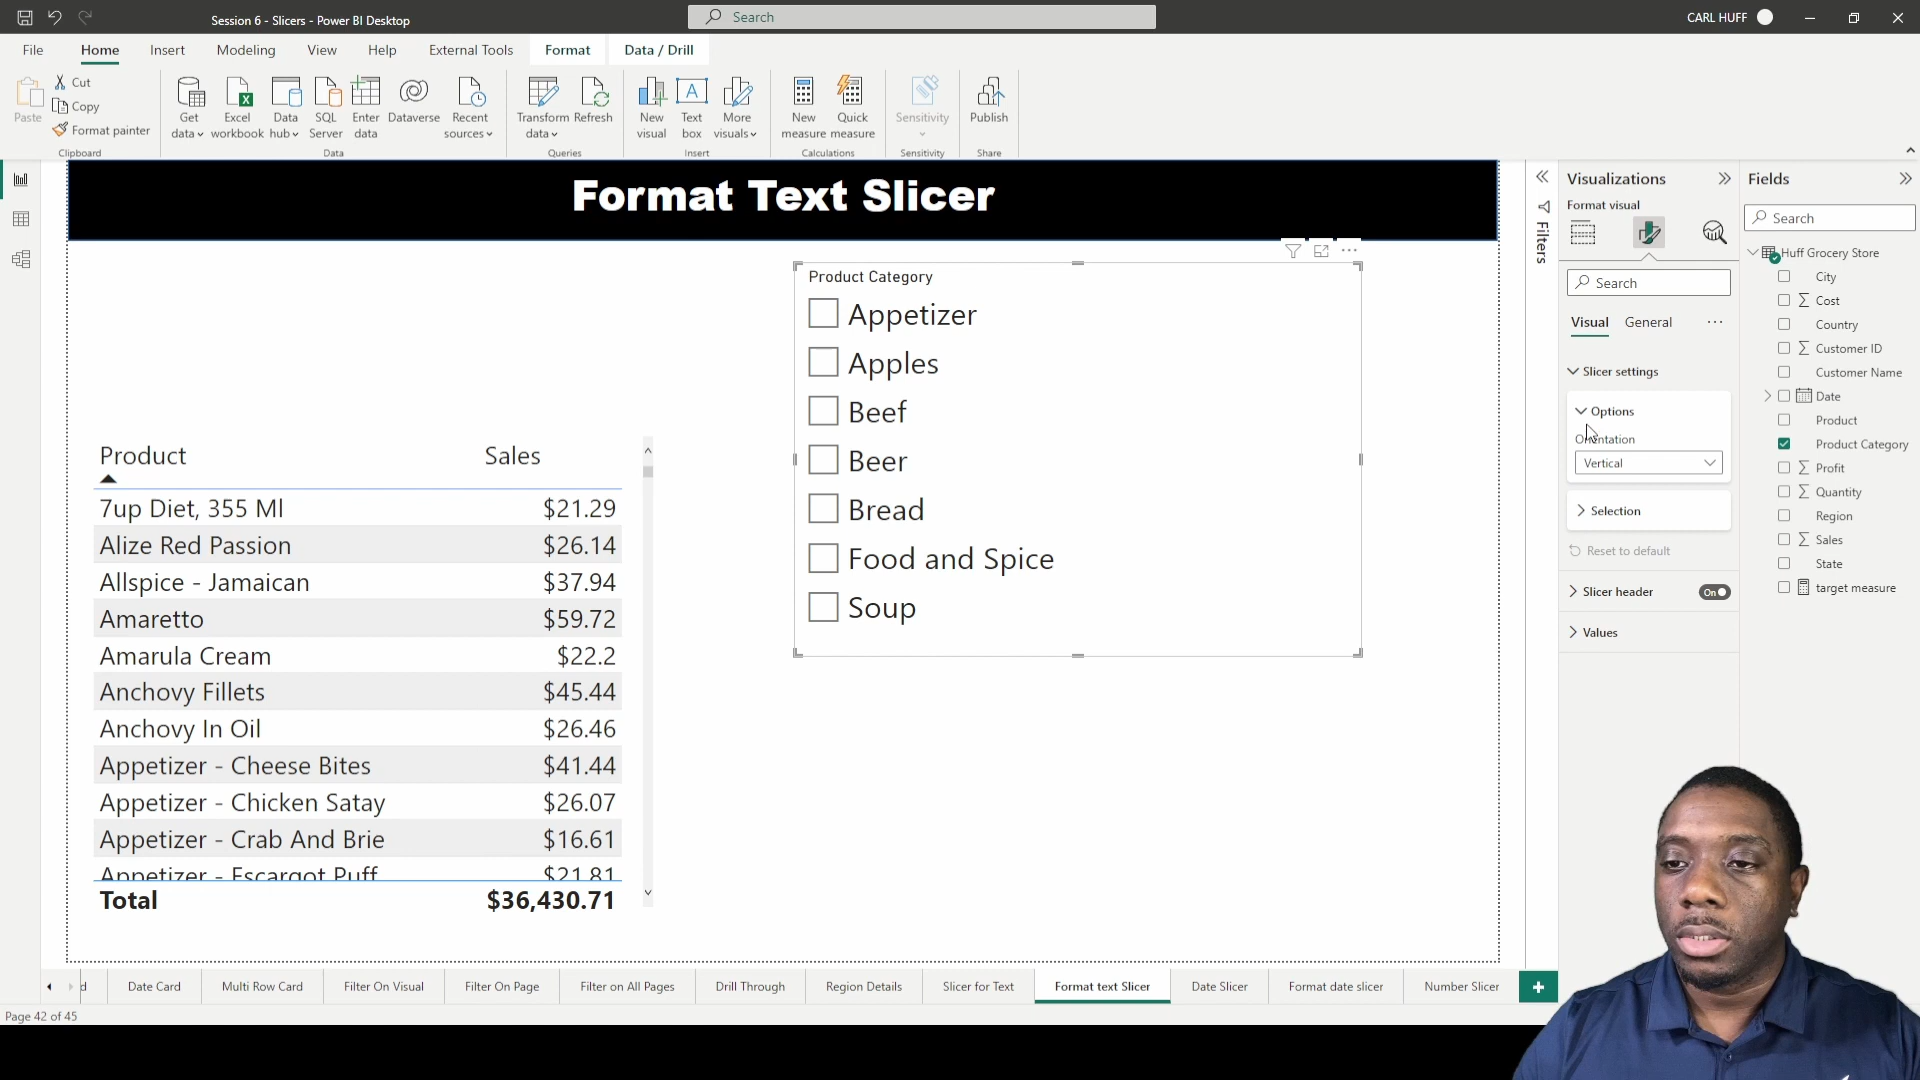 Session 6 - Slicers - Power BI Desktop
Search
CARL HUFF
File
Home
Insert
Modeling
View
Help
External Tools
Format
Data / Drill
Paste
Cut
Copy
Format painter
Clipboard
Get data
Excel workbook
Data hub
SQL Server
Enter data
Dataverse
Recent sources
Data
Transform data
Refresh
Queries
New visual
Text box
More visuals
Insert
New measure
Quick measure
Calculations
Sensitivity
Sensitivity
Publish
Share
Format Text Slicer
Product Category
Appetizer
Apples
Beef
Beer
Bread
Food and Spice
Soup
Product Sales
7up Diet, 355 Ml $21.29
Alize Red Passion $26.14
Allspice - Jamaican $37.94
Amaretto $59.72
Amarula Cream $22.2
Anchovy Fillets $45.44
Anchovy In Oil $26.46
Appetizer - Cheese Bites $41.44
Appetizer - Chicken Satay $26.07
Appetizer - Crab And Brie $16.61
Appetizer - Escargot Puff $21.81
Total $36,430.71
Filters
Visualizations
Format visual
Search
Visual
General
Slicer settings
Options
Orientation
Vertical
Selection
Reset to default
Slicer header
On
Values
Fields
Search
Huff Grocery Store
City
Cost
Country
Customer ID
Customer Name
Date
Product
Product Category
Profit
Quantity
Region
Sales
State
target measure
d
Date Card
Multi Row Card
Filter On Visual
Filter On Page
Filter on All Pages
Drill Through
Region Details
Slicer for Text
Format text Slicer
Date Slicer
Format date slicer
Number Slicer
Page 42 of 45